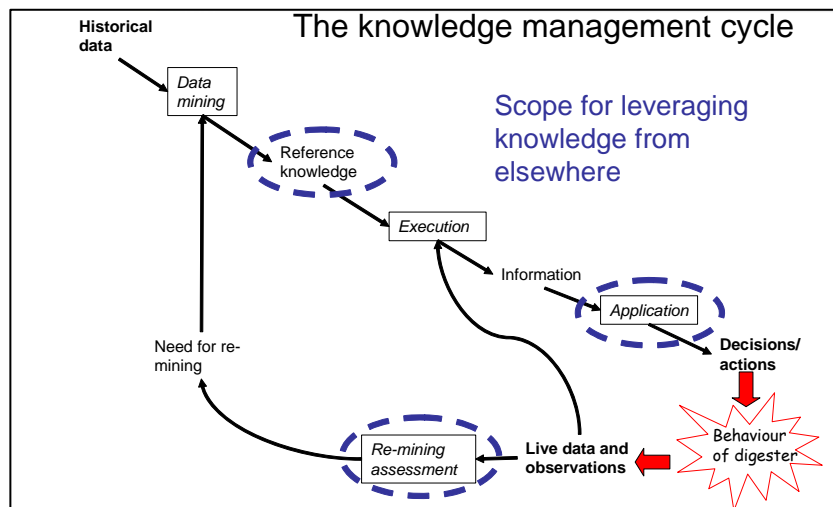 The knowledge management cycle
Historical
data
Data
mining
Scope for leveraging
knowledge from
elsewhere
Reference
knowledge
Execution
Information
Application
Decisions/
actions
Need for re-
mining
Behaviour
of digester
Re-mining
assessment
Live data and
observations